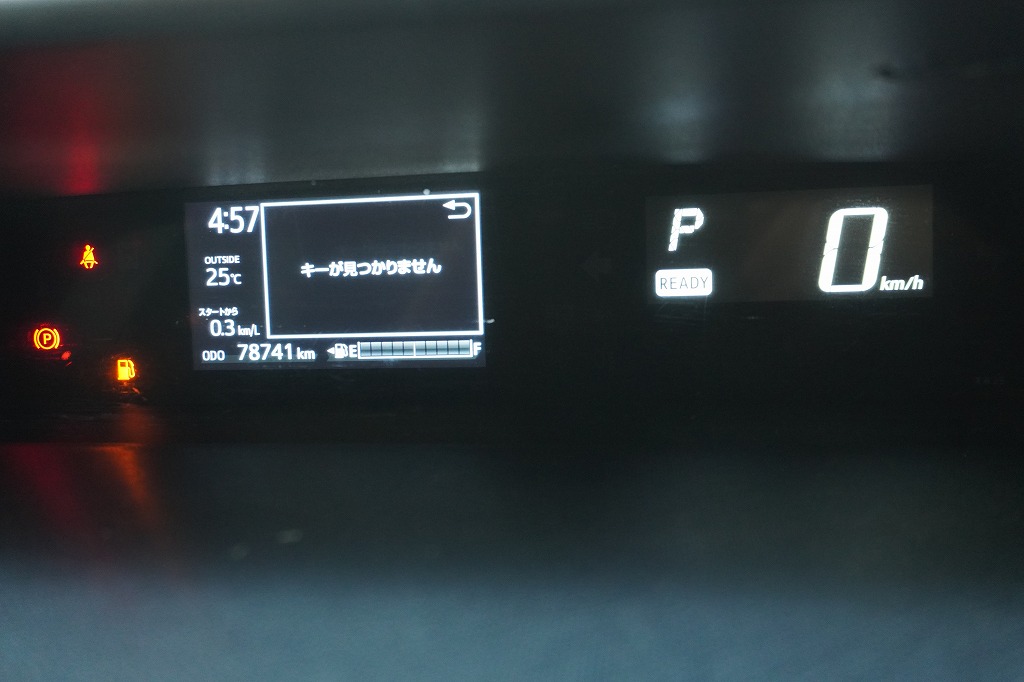 4:57
OUTSIDE
25℃
スタートから
0.3 km/L
ODO 78741 km
キーが見つかりません
E F
P
READY
0 km/h
(P)